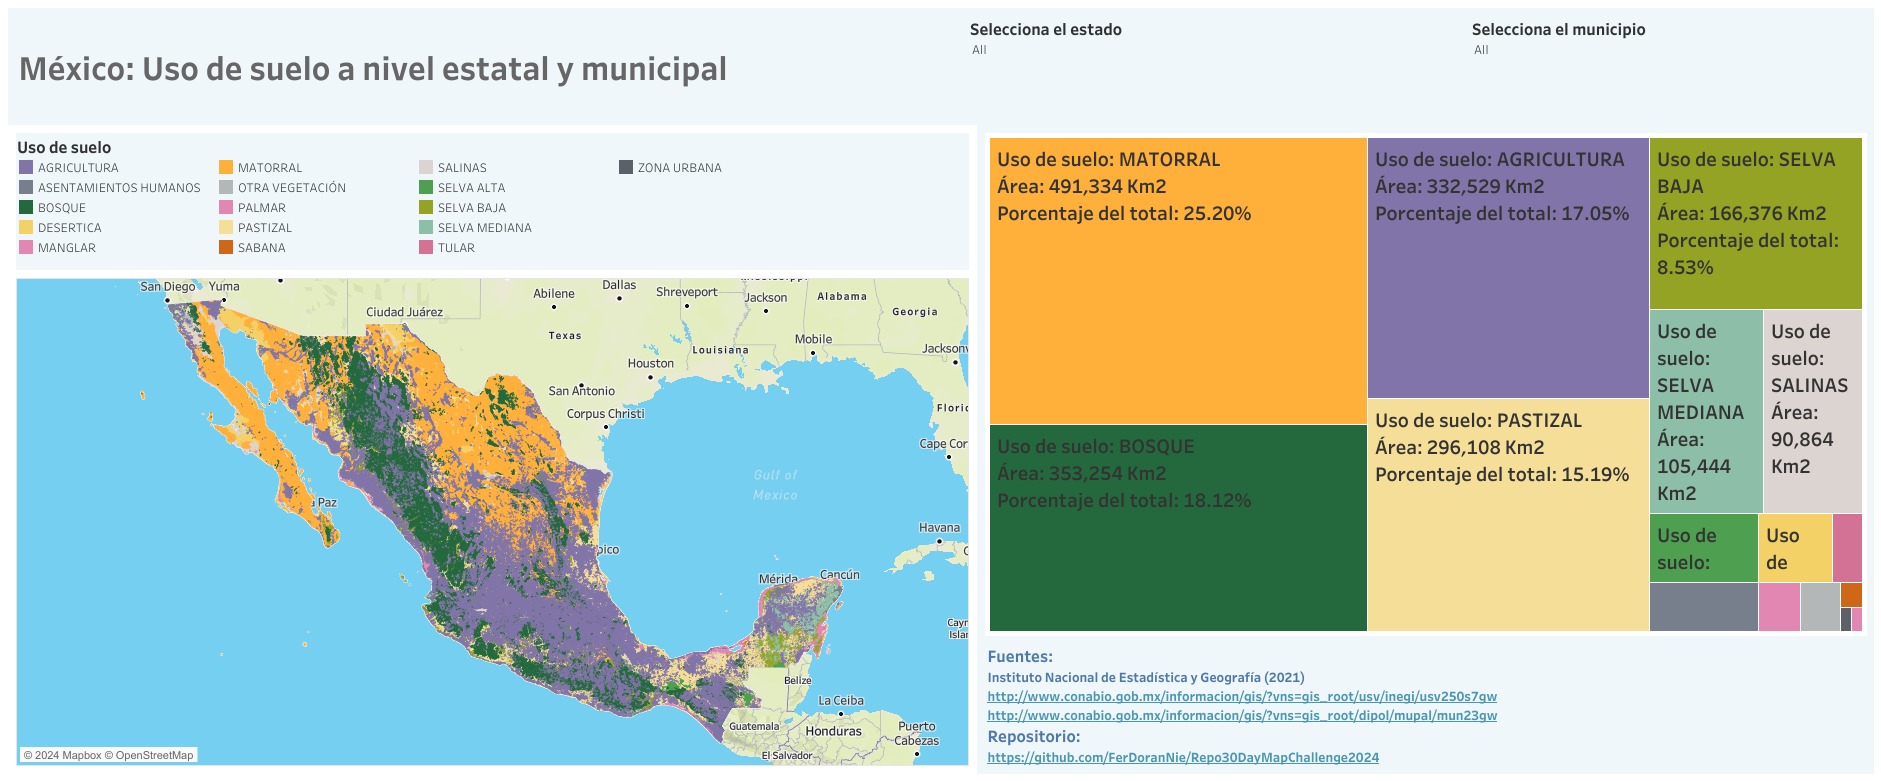 México: Uso de suelo a nivel estatal y municipal
Selecciona el estado
All
Selecciona el municipio
All
Uso de suelo
AGRICULTURA
ASENTAMIENTOS HUMANOS
BOSQUE
DESERTICA
MANGLAR
MATORRAL
OTRA VEGETACIÓN
PALMAR
PASTIZAL
SABANA
SALINAS
SELVA ALTA
SELVA BAJA
SELVA MEDIANA
TULAR
ZONA URBANA
San Diego
Yuma
Ciudad Juárez
Abilene
Dallas
Shreveport
Jackson
Alabama
Georgia
Texas
Louisiana
Mobile
Jacksonv
Houston
San Antonio
Corpus Christi
Florid
Cape Cor
Gulf of
Mexico
Paz
pico
Havana
C
Mérida
Cancún
Caym
Islan
Belize
La Ceiba
Guatemala
Honduras
Puerto
Cabezas
El Salvador
© 2024 Mapbox © OpenStreetMap
Uso de suelo: MATORRAL
Área: 491,334 Km2
Porcentaje del total: 25.20%
Uso de suelo: BOSQUE
Área: 353,254 Km2
Porcentaje del total: 18.12%
Uso de suelo: AGRICULTURA
Área: 332,529 Km2
Porcentaje del total: 17.05%
Uso de suelo: PASTIZAL
Área: 296,108 Km2
Porcentaje del total: 15.19%
Uso de suelo: SELVA
BAJA
Área: 166,376 Km2
Porcentaje del total:
8.53%
Uso de
suelo:
SELVA
MEDIANA
Área:
105,444
Km2
Uso de
suelo:
SALINAS
Área:
90,864
Km2
Uso de
suelo:
Uso
de
Fuentes:
Instituto Nacional de Estadística y Geografía (2021)
http://www.conabio.gob.mx/informacion/gis/?vns=gis_root/usv/inegi/usv250s7gw
http://www.conabio.gob.mx/informacion/gis/?vns=gis_root/dipol/mupal/mun23gw
Repositorio:
https://github.com/FerDoranNie/Repo30DayMapChallenge2024